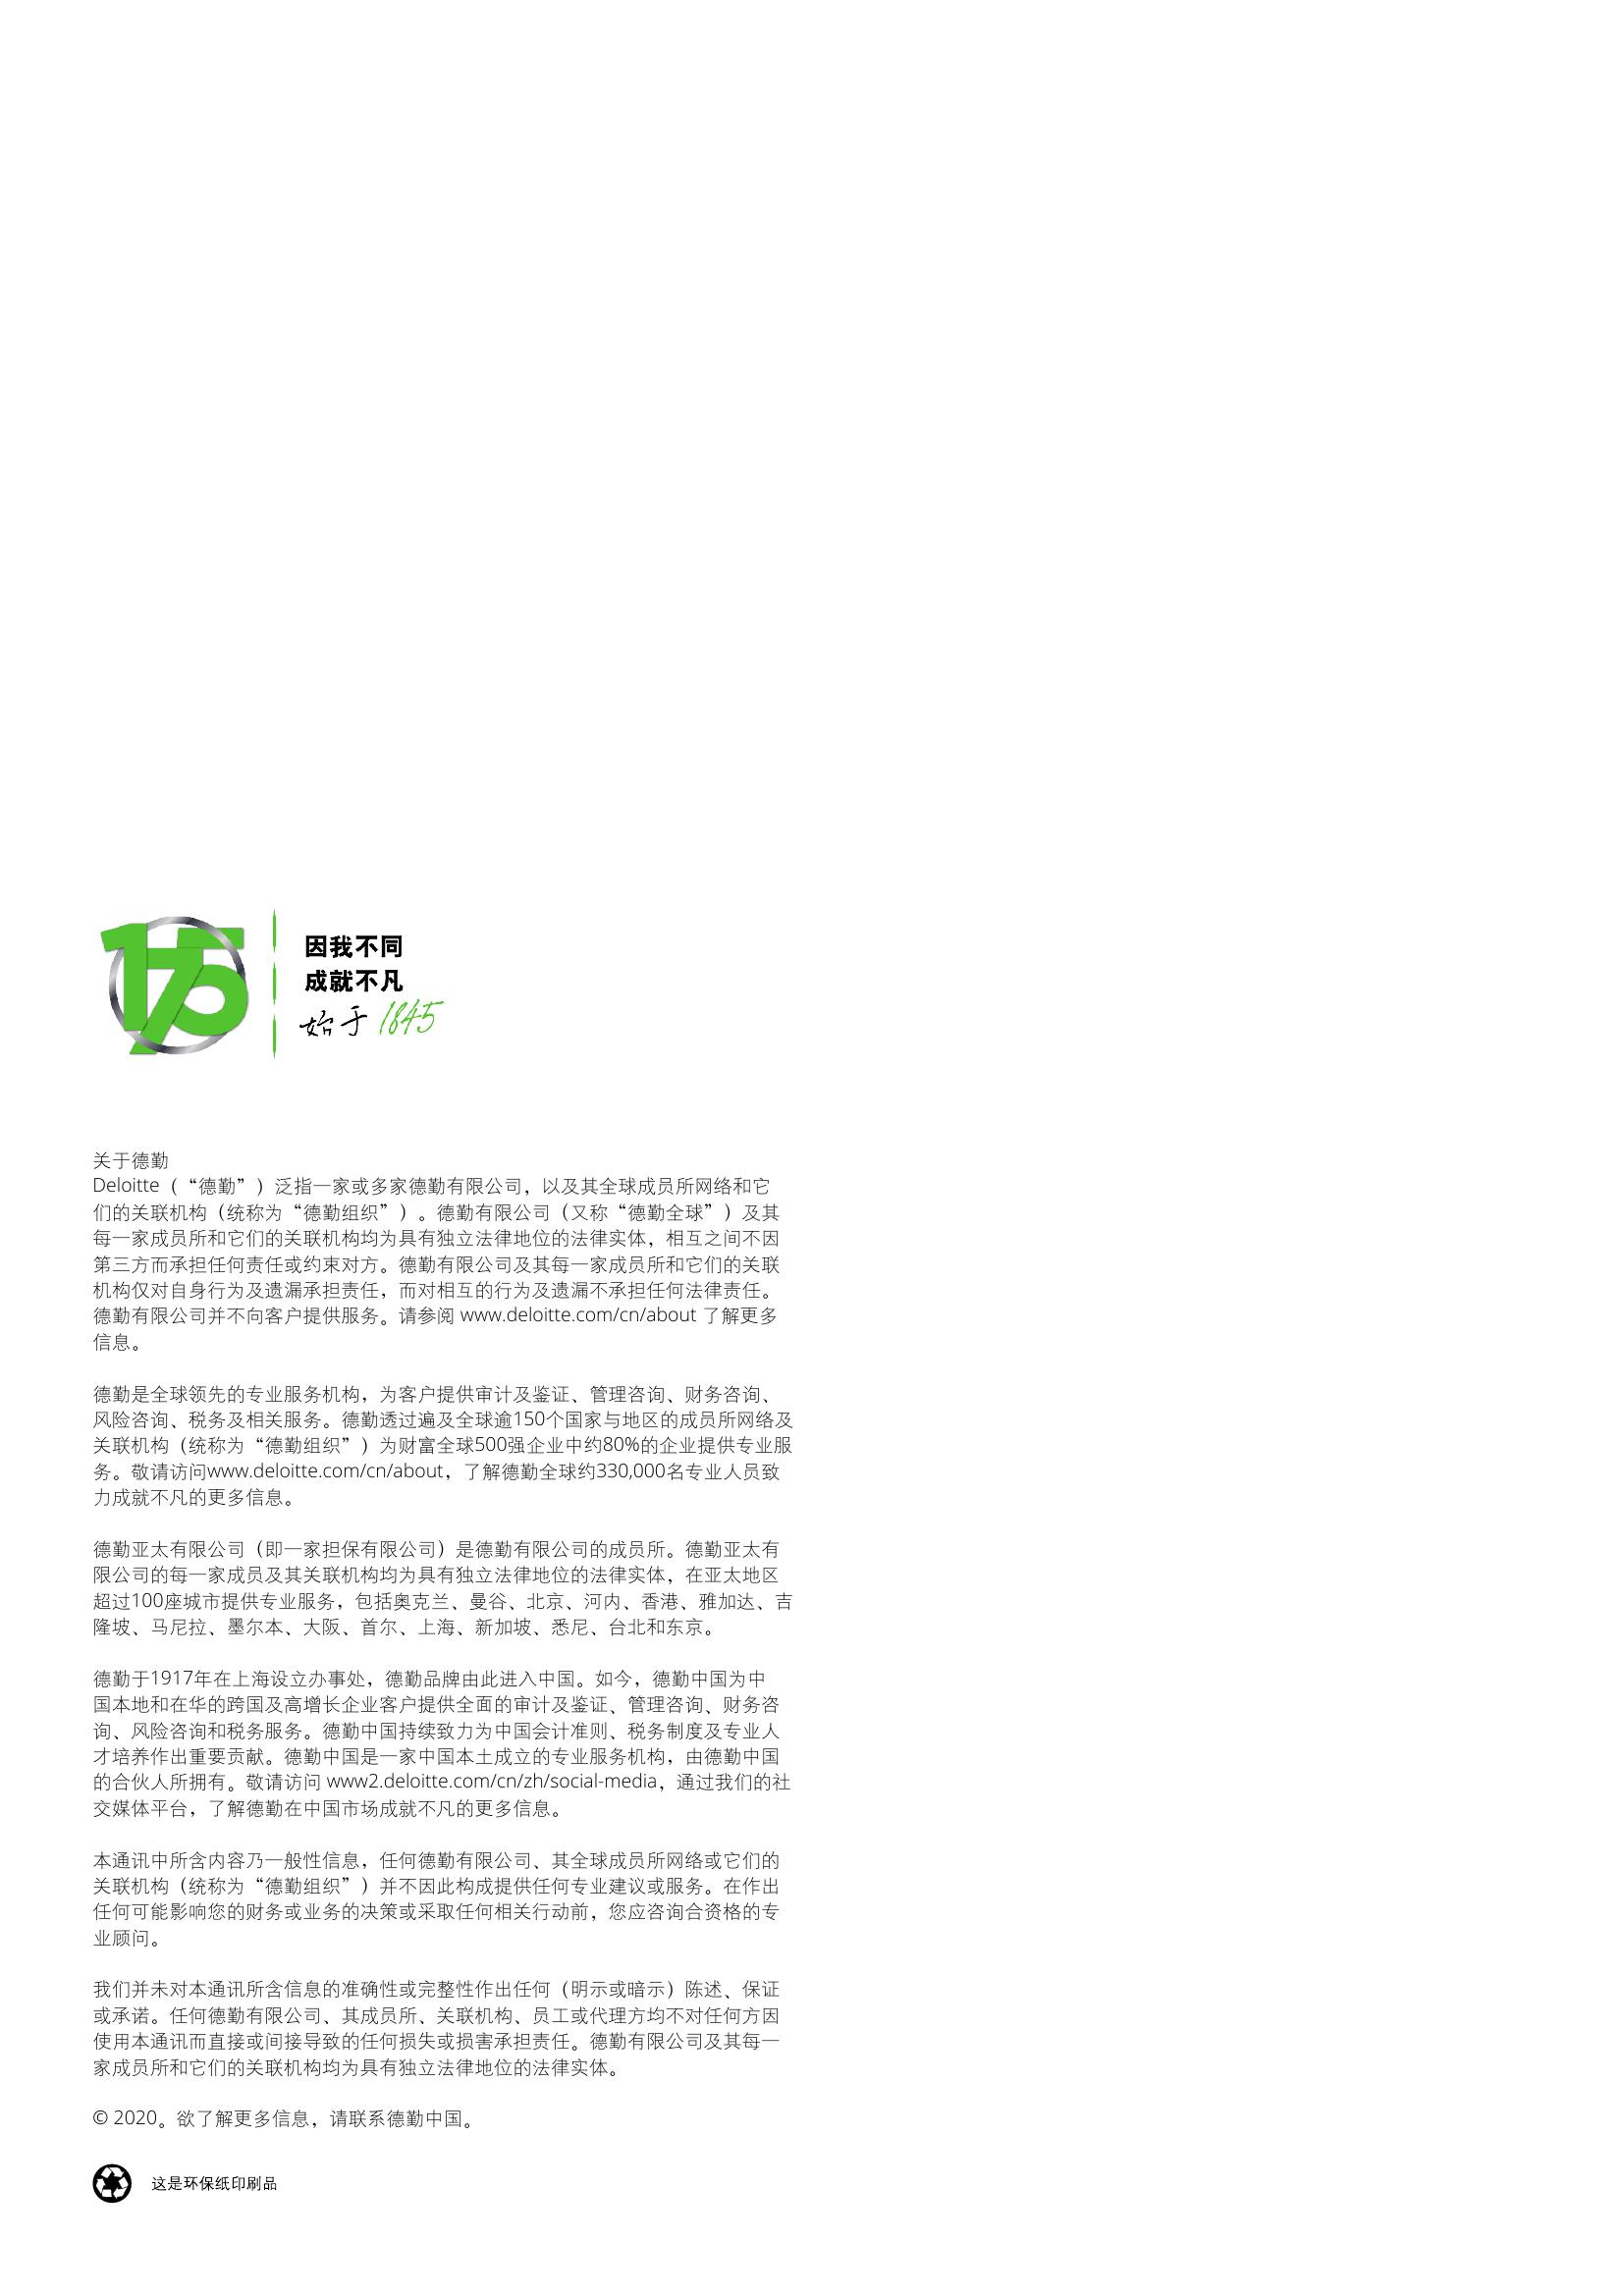 175
因我不同
成就不凡
始于 1845
关于德勤
Deloitte（“德勤”）泛指一家或多家德勤有限公司，以及其全球成员所网络和它
们的关联机构（统称为“德勤组织”）。德勤有限公司（又称“德勤全球”）及其
每一家成员所和它们的关联机构均为具有独立法律地位的法律实体，相互之间不因
第三方而承担任何责任或约束对方。德勤有限公司及其每一家成员所和它们的关联
机构仅对自身行为及遗漏承担责任，而对相互的行为及遗漏不承担任何法律责任。
德勤有限公司并不向客户提供服务。请参阅 www.deloitte.com/cn/about 了解更多
信息。
德勤是全球领先的专业服务机构，为客户提供审计及鉴证、管理咨询、财务咨询、
风险咨询、税务及相关服务。德勤透过遍及全球逾150个国家与地区的成员所网络及
关联机构（统称为“德勤组织”）为财富全球500强企业中约80%的企业提供专业服
务。敬请访问www.deloitte.com/cn/about，了解德勤全球约330,000名专业人员致
力成就不凡的更多信息。
德勤亚太有限公司（即一家担保有限公司）是德勤有限公司的成员所。德勤亚太有
限公司的每一家成员及其关联机构均为具有独立法律地位的法律实体，在亚太地区
超过100座城市提供专业服务，包括奥克兰、曼谷、北京、河内、香港、雅加达、吉
隆坡、马尼拉、墨尔本、大阪、首尔、上海、新加坡、悉尼、台北和东京。
德勤于1917年在上海设立办事处，德勤品牌由此进入中国。如今，德勤中国为中
国本地和在华的跨国及高增长企业客户提供全面的审计及鉴证、管理咨询、财务咨
询、风险咨询和税务服务。德勤中国持续致力为中国会计准则、税务制度及专业人
才培养作出重要贡献。德勤中国是一家中国本土成立的专业服务机构，由德勤中国
的合伙人所拥有。敬请访问 www2.deloitte.com/cn/zh/social-media，通过我们的社
交媒体平台，了解德勤在中国市场成就不凡的更多信息。
本通讯中所含内容乃一般性信息，任何德勤有限公司、其全球成员所网络或它们的
关联机构（统称为“德勤组织”）并不因此构成提供任何专业建议或服务。在作出
任何可能影响您的财务或业务的决策或采取任何相关行动前，您应咨询合资格的专
业顾问。
我们并未对本通讯所含信息的准确性或完整性作出任何（明示或暗示）陈述、保证
或承诺。任何德勤有限公司、其成员所、关联机构、员工或代理方均不对任何方因
使用本通讯而直接或间接导致的任何损失或损害承担责任。德勤有限公司及其每一
家成员所和它们的关联机构均为具有独立法律地位的法律实体。
© 2020。欲了解更多信息，请联系德勤中国。
这是环保纸印刷品